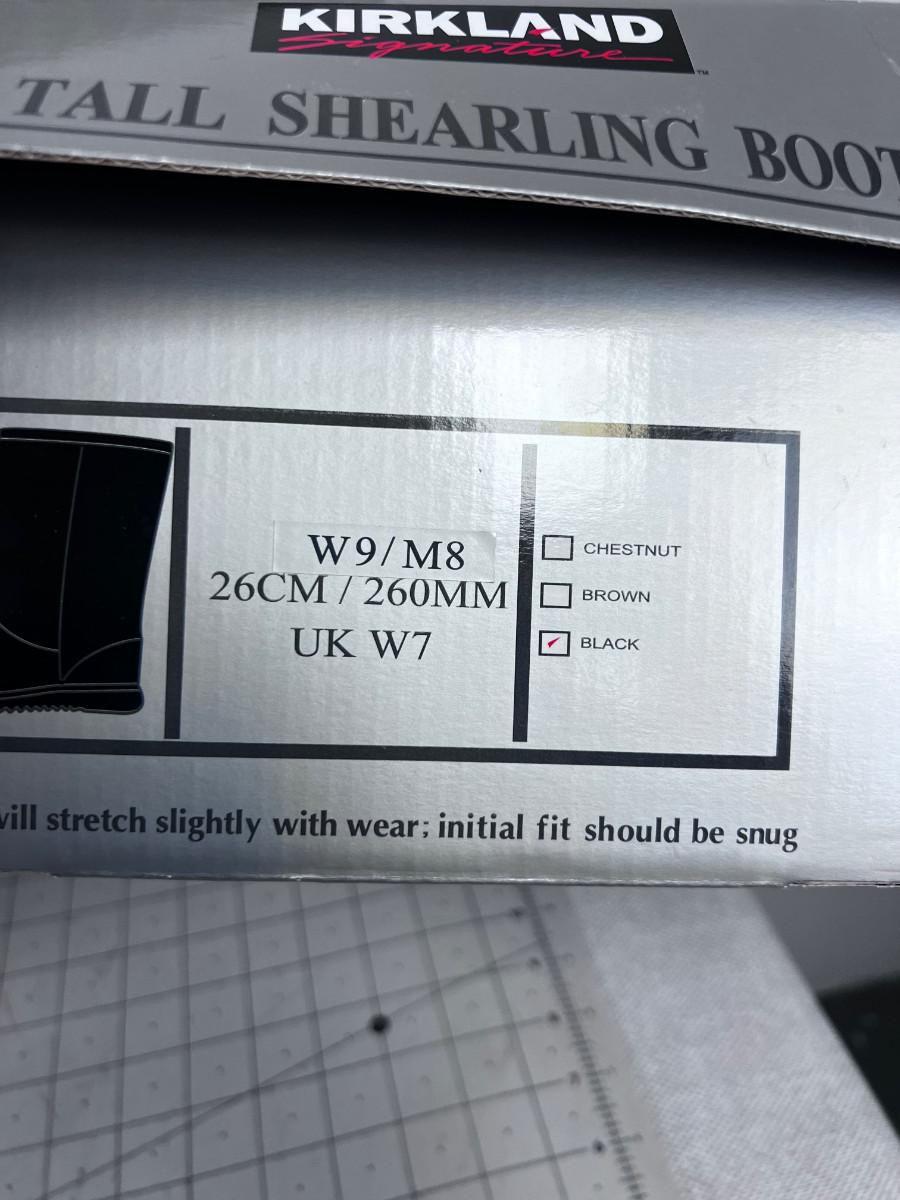 KIRKLAND
Signature
TM
TALL SHEARLING BOOT
W9/M8
26CM / 260MM
UK W7
CHESTNUT
BROWN
BLACK
will stretch slightly with wear; initial fit should be snug